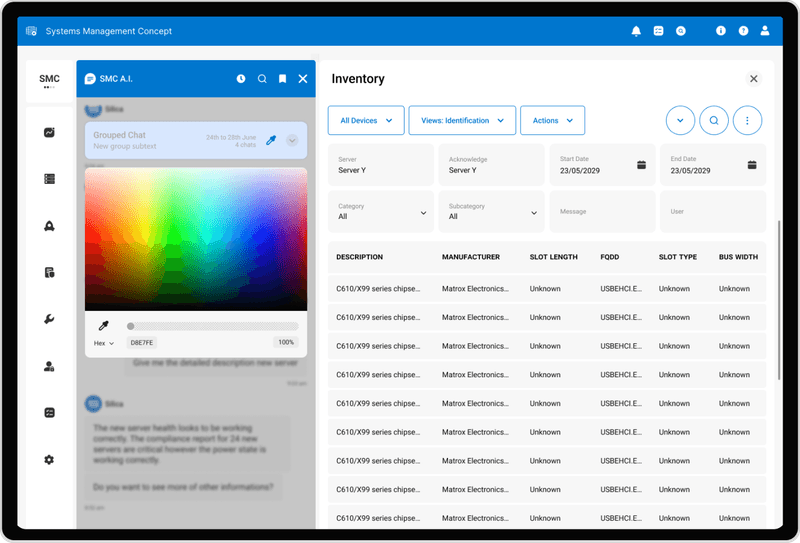 Systems Management Concept
SMC
SMC A.I.
Silica
Grouped Chat
New group subtext
24th to 28th June
4 chats
Hex
D8E7FE
100%
Give me the detailed description new server
Silica
The new server health looks to be working
correctly. The compliance report for 24 new
servers are critical however the power state is
working correctly.
Do you want to see more of other informations?
Inventory
All Devices
Views: Identification
Actions
Server
Server Y
Acknowledge
Server Y
Start Date
23/05/2029
End Date
23/05/2029
Category
All
Subcategory
All
Message
User
DESCRIPTION MANUFACTURER SLOT LENGTH FQDD SLOT TYPE BUS WIDTH
C610/X99 series chipse... Matrox Electronics... Unknown USBEHCI.E... Unknown Unknown
C610/X99 series chipse... Matrox Electronics... Unknown USBEHCI.E... Unknown Unknown
C610/X99 series chipse... Matrox Electronics... Unknown USBEHCI.E... Unknown Unknown
C610/X99 series chipse... Matrox Electronics... Unknown USBEHCI.E... Unknown Unknown
C610/X99 series chipse... Matrox Electronics... Unknown USBEHCI.E... Unknown Unknown
C610/X99 series chipse... Matrox Electronics... Unknown USBEHCI.E... Unknown Unknown
C610/X99 series chipse... Matrox Electronics... Unknown USBEHCI.E... Unknown Unknown
C610/X99 series chipse... Matrox Electronics... Unknown USBEHCI.E... Unknown Unknown
C610/X99 series chipse... Matrox Electronics... Unknown USBEHCI.E... Unknown Unknown